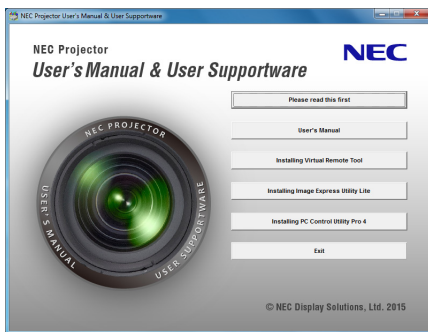 NEC Projector User's Manual & User Supportware
NEC Projector
NEC
User's Manual & User Supportware
Please read this first
User's Manual
Installing Virtual Remote Tool
Installing Image Express Utility Lite
Installing PC Control Utility Pro 4
Exit
NEC PROJECTOR
USER'S MANUAL
USER SUPPORTWARE
© NEC Display Solutions, Ltd. 2015